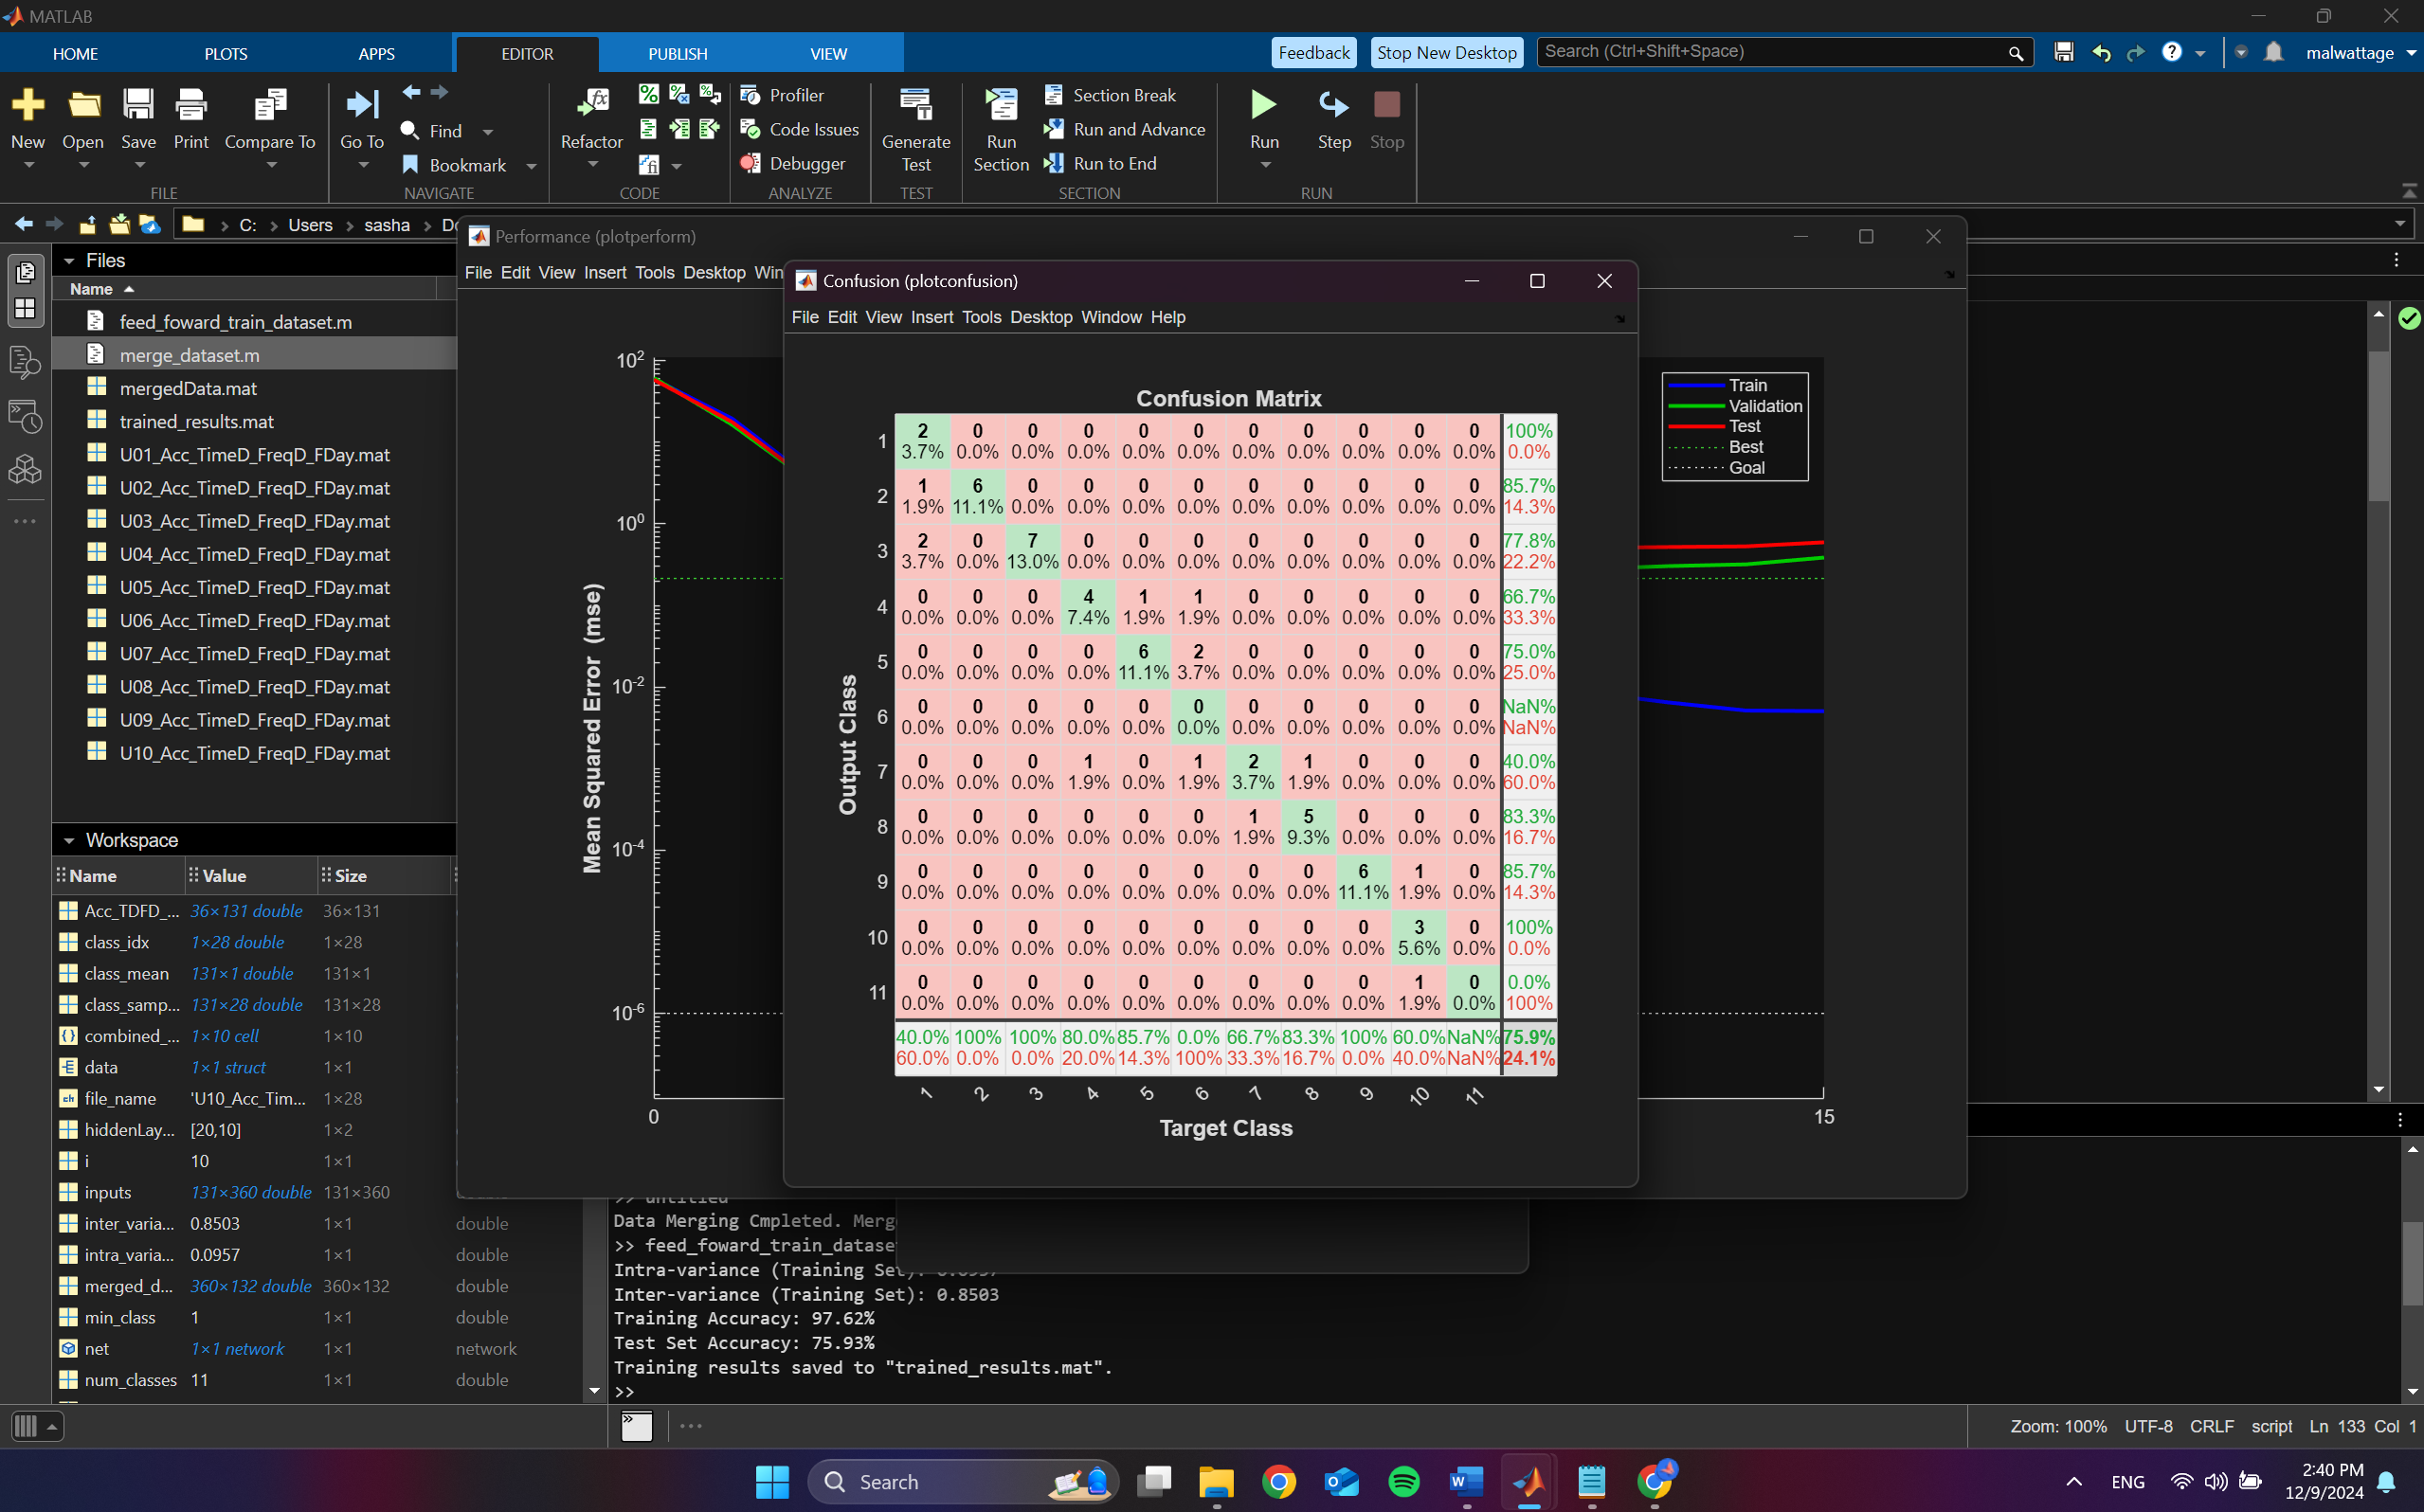 MATLAB
HOME PLOTS APPS EDITOR PUBLISH VIEW Feedback Stop New Desktop Search (Ctrl+Shift+Space) malwattage
New Open Save Print Compare To Go To Find Bookmark Refactor Profiler Code Issues Debugger Generate Test Run Section Section Break Run and Advance Run to End Run Step Stop
FILE NAVIGATE CODE ANALYZE TEST SECTION RUN
C: Users sasha
Files
Name
feed_foward_train_dataset.m
merge_dataset.m
mergedData.mat
trained_results.mat
U01_Acc_TimeD_FreqD_FDay.mat
U02_Acc_TimeD_FreqD_FDay.mat
U03_Acc_TimeD_FreqD_FDay.mat
U04_Acc_TimeD_FreqD_FDay.mat
U05_Acc_TimeD_FreqD_FDay.mat
U06_Acc_TimeD_FreqD_FDay.mat
U07_Acc_TimeD_FreqD_FDay.mat
U08_Acc_TimeD_FreqD_FDay.mat
U09_Acc_TimeD_FreqD_FDay.mat
U10_Acc_TimeD_FreqD_FDay.mat
Workspace
Name Value Size
Acc_TDFD_... 36×131 double 36×131
class_idx 1×28 double 1×28
class_mean 131×1 double 131×1
class_samp... 131×28 double 131×28
combined_... 1×10 cell 1×10
data 1×1 struct 1×1
file_name 'U10_Acc_Tim... 1×28
hiddenLay... [20,10] 1×2
i 10 1×1
inputs 131×360 double 131×360
inter_varia... 0.8503 1×1 double
intra_varia... 0.0957 1×1 double
merged_d... 360×132 double 360×132 double
min_class 1 1×1 double
net 1×1 network 1×1 network
num_classes 11 1×1 double
Performance (plotperform)
File Edit View Insert Tools Desktop Win
Mean Squared Error (mse)
102
100
10-2
10-4
10-6
0
15
Train
Validation
Test
Best
Goal
Confusion (plotconfusion)
File Edit View Insert Tools Desktop Window Help
Confusion Matrix
Output Class
1 2 0 0 0 0 0 0 0 0 0 0 100%
3.7% 0.0% 0.0% 0.0% 0.0% 0.0% 0.0% 0.0% 0.0% 0.0% 0.0% 0.0%
2 1 6 0 0 0 0 0 0 0 0 0 85.7%
1.9% 11.1% 0.0% 0.0% 0.0% 0.0% 0.0% 0.0% 0.0% 0.0% 0.0% 14.3%
3 2 0 7 0 0 0 0 0 0 0 0 77.8%
3.7% 0.0% 13.0% 0.0% 0.0% 0.0% 0.0% 0.0% 0.0% 0.0% 0.0% 22.2%
4 0 0 0 4 1 1 0 0 0 0 0 66.7%
0.0% 0.0% 0.0% 7.4% 1.9% 1.9% 0.0% 0.0% 0.0% 0.0% 0.0% 33.3%
5 0 0 0 0 6 2 0 0 0 0 0 75.0%
0.0% 0.0% 0.0% 0.0% 11.1% 3.7% 0.0% 0.0% 0.0% 0.0% 0.0% 25.0%
6 0 0 0 0 0 0 0 0 0 0 0 NaN%
0.0% 0.0% 0.0% 0.0% 0.0% 0.0% 0.0% 0.0% 0.0% 0.0% 0.0% NaN%
7 0 0 0 1 0 1 2 1 0 0 0 40.0%
0.0% 0.0% 0.0% 1.9% 0.0% 1.9% 3.7% 1.9% 0.0% 0.0% 0.0% 60.0%
8 0 0 0 0 0 0 1 5 0 0 0 83.3%
0.0% 0.0% 0.0% 0.0% 0.0% 0.0% 1.9% 9.3% 0.0% 0.0% 0.0% 16.7%
9 0 0 0 0 0 0 0 0 6 1 0 85.7%
0.0% 0.0% 0.0% 0.0% 0.0% 0.0% 0.0% 0.0% 11.1% 1.9% 0.0% 14.3%
10 0 0 0 0 0 0 0 0 0 3 0 100%
0.0% 0.0% 0.0% 0.0% 0.0% 0.0% 0.0% 0.0% 0.0% 5.6% 0.0% 0.0%
11 0 0 0 0 0 0 0 0 0 1 0 0.0%
0.0% 0.0% 0.0% 0.0% 0.0% 0.0% 0.0% 0.0% 0.0% 1.9% 0.0% 100%
40.0% 100% 100% 80.0% 85.7% 0.0% 66.7% 83.3% 100% 60.0% NaN% 75.9%
60.0% 0.0% 0.0% 20.0% 14.3% 100% 33.3% 16.7% 0.0% 40.0% NaN% 24.1%
1 2 3 4 5 6 7 8 9 10 11
Target Class
>> untitled
Data Merging Cmpleted. Merg
>> feed_foward_train_datase
Intra-variance (Training Set): 0.0957
Inter-variance (Training Set): 0.8503
Training Accuracy: 97.62%
Test Set Accuracy: 75.93%
Training results saved to "trained_results.mat".
>>
Zoom: 100% UTF-8 CRLF script Ln 133 Col 1
Search
ENG
2:40 PM
12/9/2024